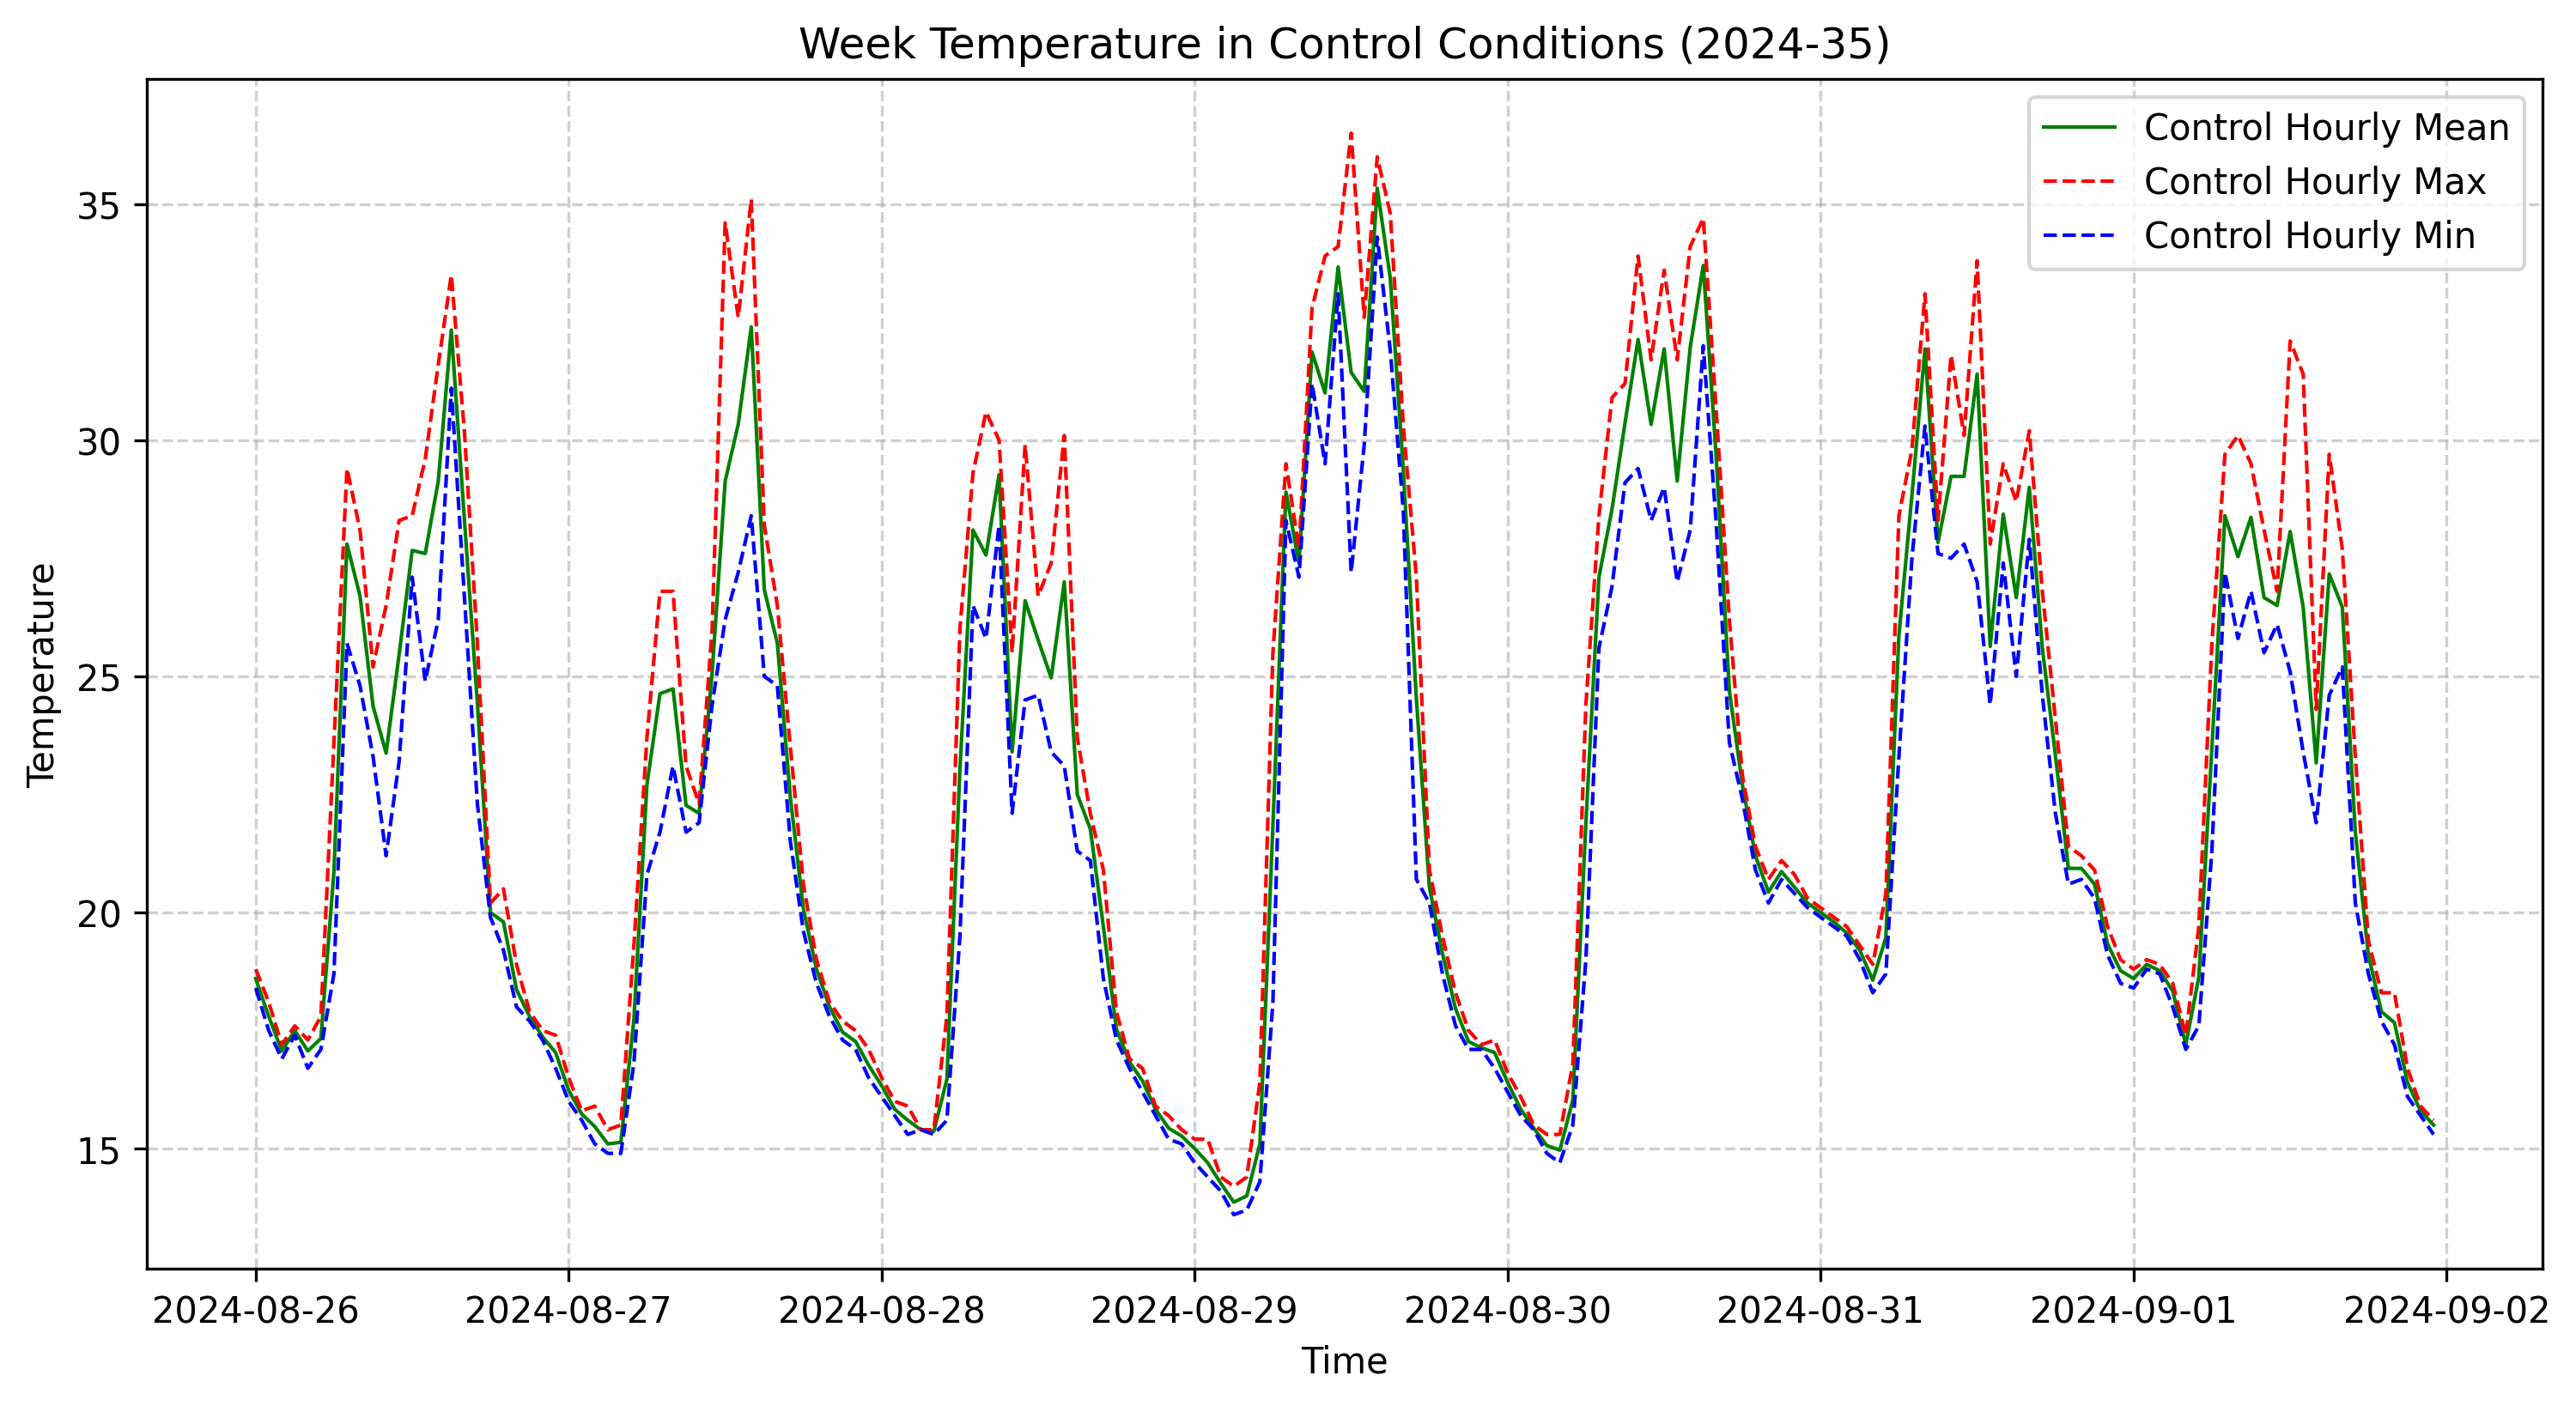 Week Temperature in Control Conditions (2024-35)
Control Hourly Mean
Control Hourly Max
Control Hourly Min
Temperature
35
30
25
20
15
2024-08-26
2024-08-27
2024-08-28
2024-08-29
2024-08-30
2024-08-31
2024-09-01
2024-09-02
Time